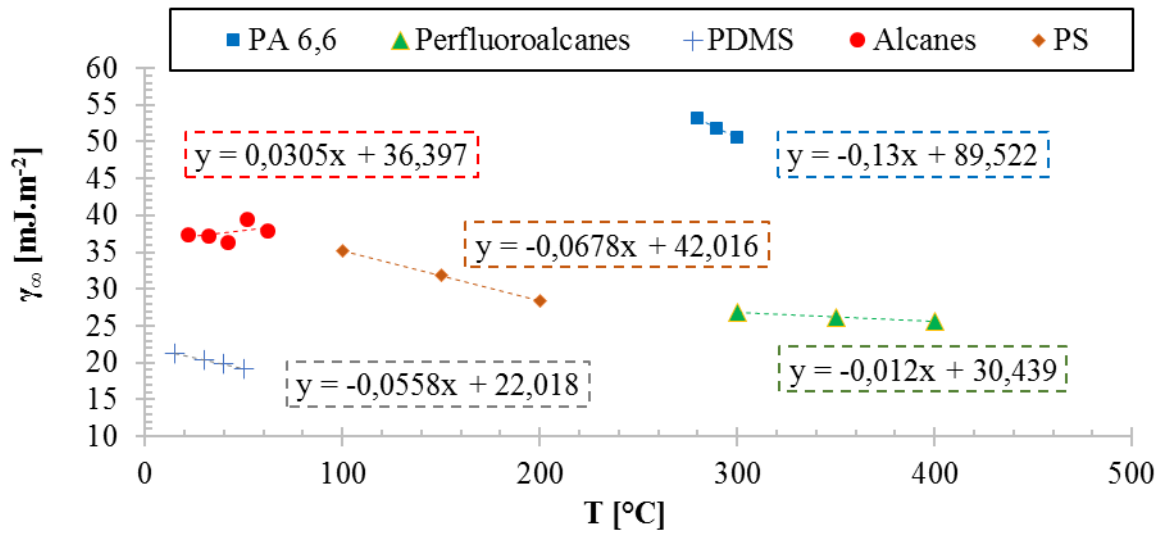 PA 6,6 Perfluoroalcanes PDMS Alcanes PS
60
55
50
45
40
35
30
25
20
15
10
γ∞ [mJ.m-2]
y = 0,0305x + 36,397
y = -0,13x + 89,522
y = -0,0678x + 42,016
y = -0,0558x + 22,018
y = -0,012x + 30,439
0 100 200 300 400 500
T [°C]